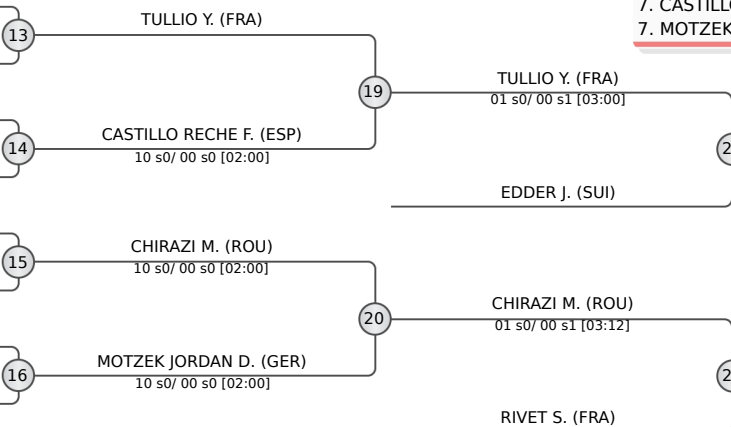 7. CASTILLO
7. MOTZEK
13
TULLIO Y. (FRA)
19
TULLIO Y. (FRA)
01 s0/ 00 s1 [03:00]
14
CASTILLO RECHE F. (ESP)
10 s0/ 00 s0 [02:00]
EDDER J. (SUI)
15
CHIRAZI M. (ROU)
10 s0/ 00 s0 [02:00]
20
CHIRAZI M. (ROU)
01 s0/ 00 s1 [03:12]
16
MOTZEK JORDAN D. (GER)
10 s0/ 00 s0 [02:00]
RIVET S. (FRA)